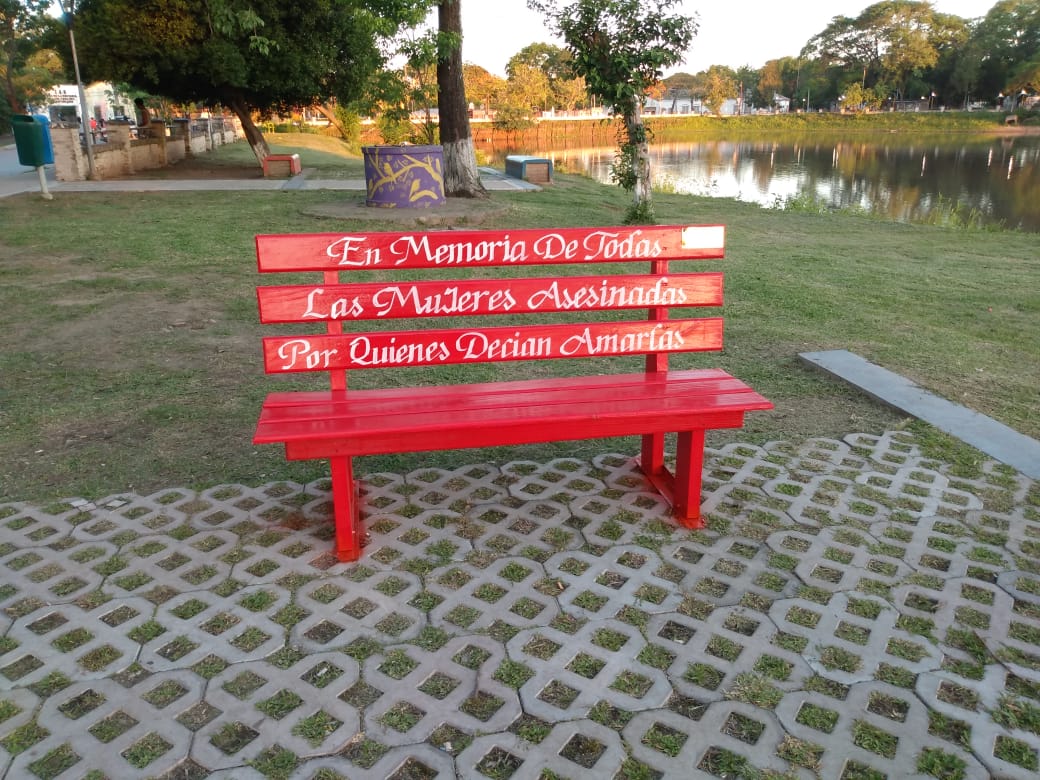 En Memoria De Todas
Las MuJeres Asesinadas
Por Quienes Decian Amarlas